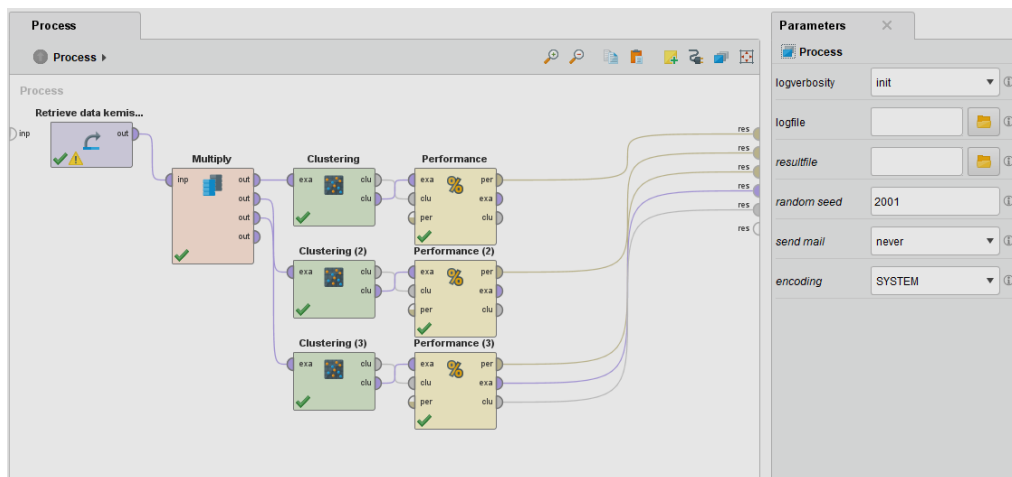 Process
Process
Process
inp
Retrieve data kemis...
out
Multiply
inp
out
out
out
out
Clustering
exa
clu
clu
Performance
exa
per
clu
exa
per
clu
Clustering (2)
exa
clu
clu
Performance (2)
exa
per
clu
exa
per
clu
Clustering (3)
exa
clu
clu
Performance (3)
exa
per
clu
exa
per
clu
res
res
res
res
res
res
Parameters
Process
logverbosity
init
logfile
resultfile
random seed
2001
send mail
never
encoding
SYSTEM